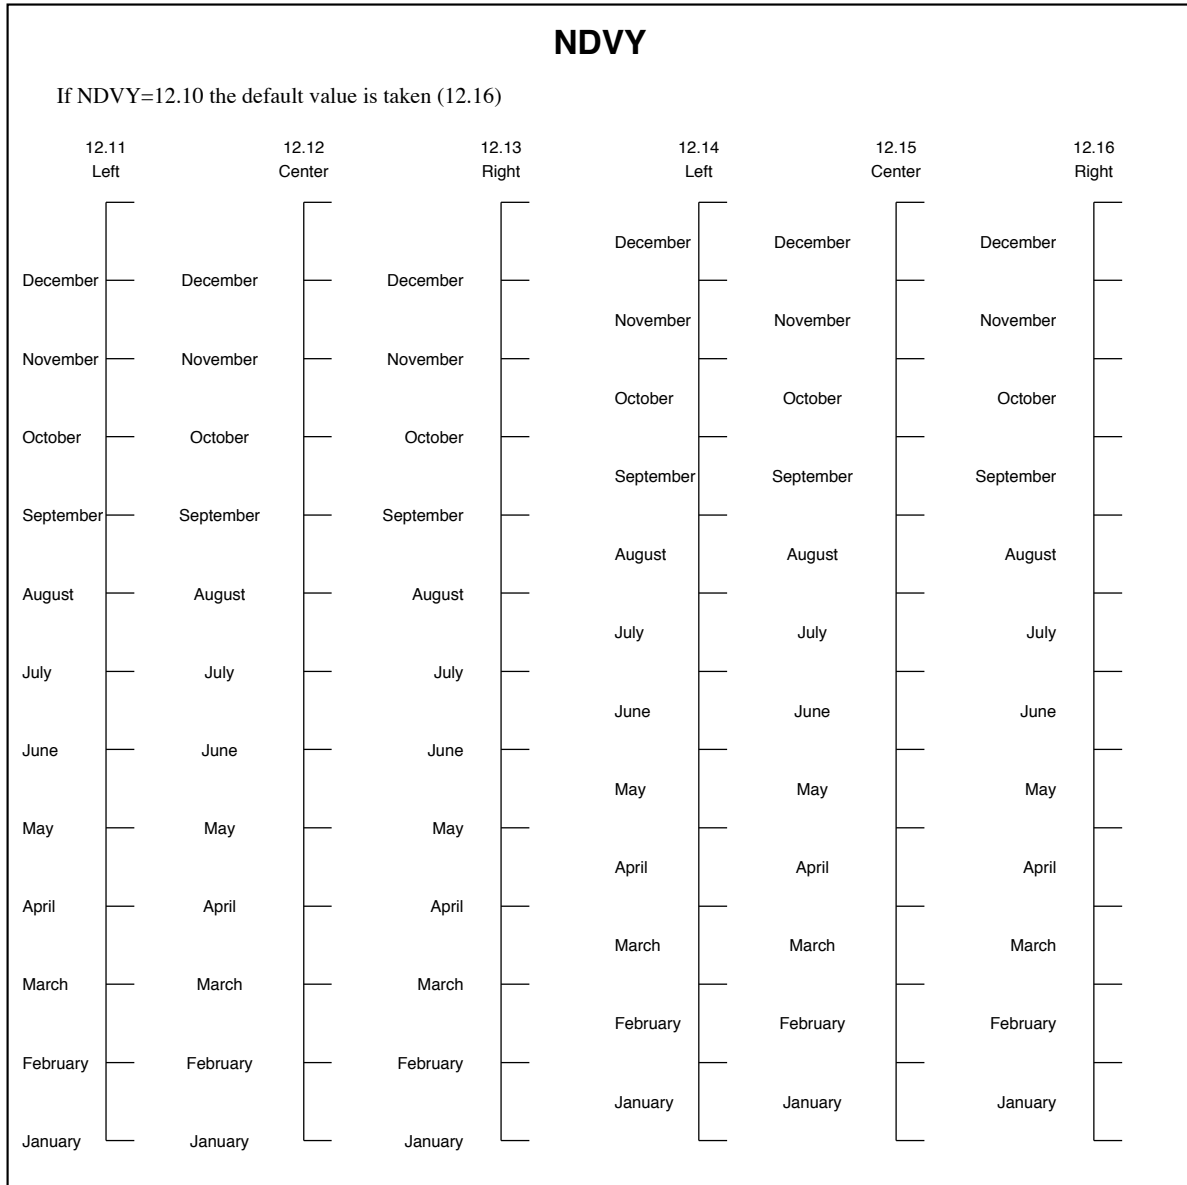 NDVY
If NDVY=12.10 the default value is taken (12.16)
12.11 12.12 12.13 12.14 12.15 12.16
Left Center Right Left Center Right
December December December
December December December
November November November
November November November
October October October
October October October
September September September
September September September
August August August
August August August
July July July
July July July
June June June
June June June
May May May
May May May
April April April
April April April
March March March
March March March
February February February
February February February
January January January
January January January